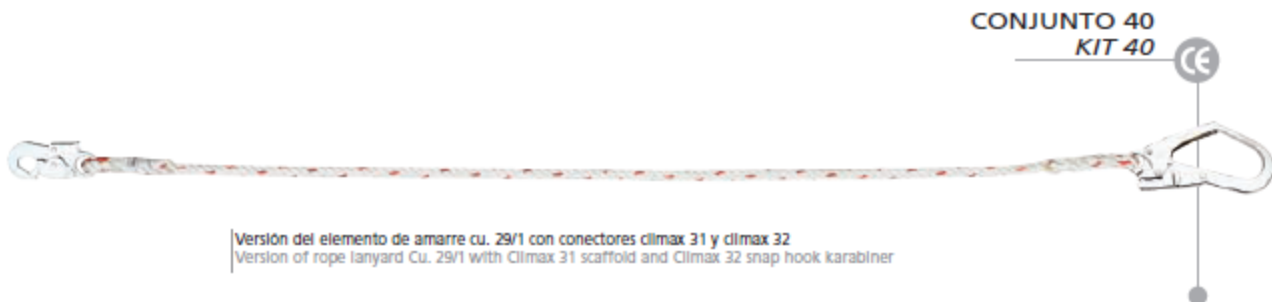 CONJUNTO 40
KIT 40
CE
Versión del elemento de amarre cu. 29/1 con conectores climax 31 y climax 32
Version of rope lanyard Cu. 29/1 with Climax 31 scaffold and Climax 32 snap hook karabiner